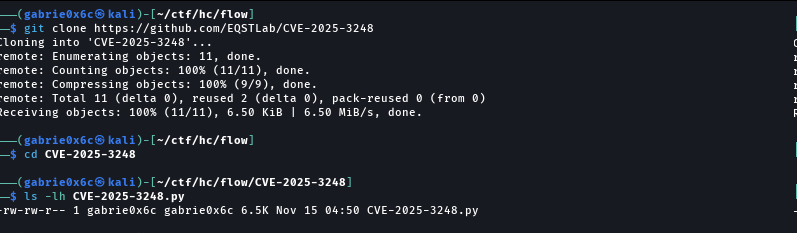 ——(gabrie0x6c㉿kali)-[~/ctf/hc/flow]
—$ git clone https://github.com/EQSTLab/CVE-2025-3248
Cloning into 'CVE-2025-3248'...
remote: Enumerating objects: 11, done.
remote: Counting objects: 100% (11/11), done.
remote: Compressing objects: 100% (9/9), done.
remote: Total 11 (delta 0), reused 2 (delta 0), pack-reused 0 (from 0)
Receiving objects: 100% (11/11), 6.50 KiB | 6.50 MiB/s, done.
——(gabrie0x6c㉿kali)-[~/ctf/hc/flow]
—$ cd CVE-2025-3248
——(gabrie0x6c㉿kali)-[~/ctf/hc/flow/CVE-2025-3248]
—$ ls -lh CVE-2025-3248.py
-rw-rw-r-- 1 gabrie0x6c gabrie0x6c 6.5K Nov 15 04:50 CVE-2025-3248.py